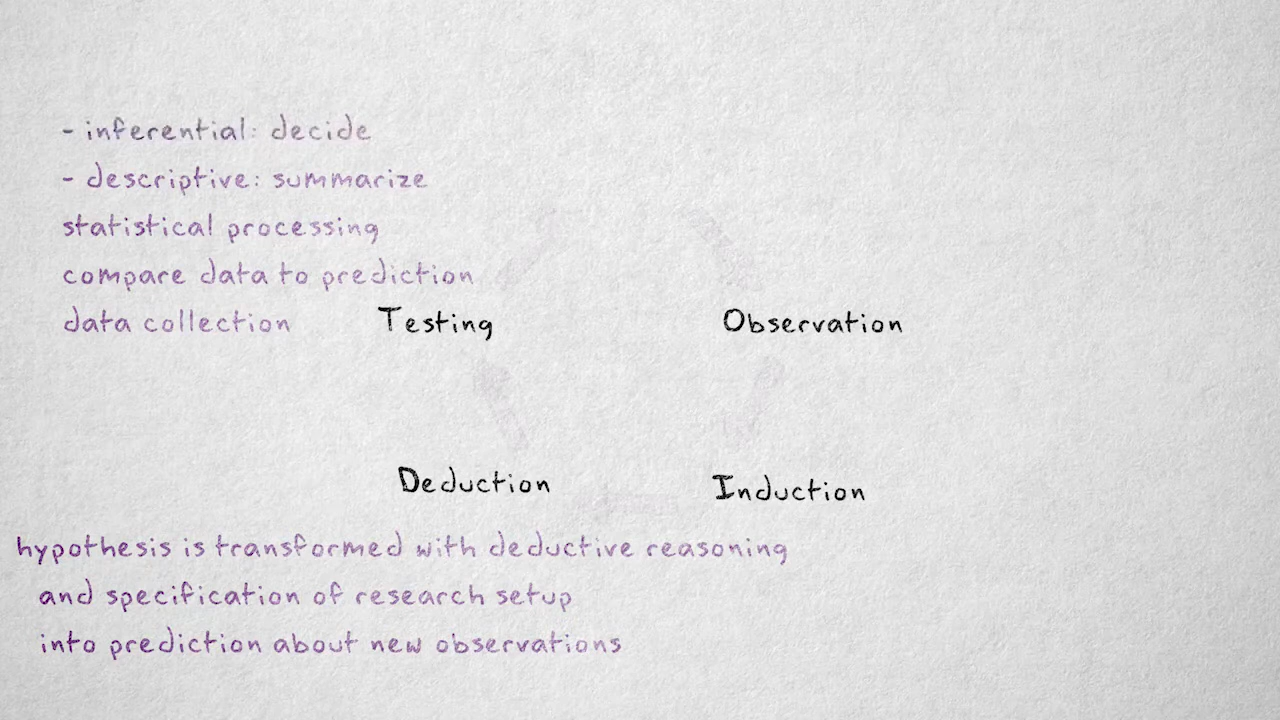 - inferential: decide
- descriptive: summarize
statistical processing
compare data to prediction
data collection
Testing
Observation
Deduction
Induction
hypothesis is transformed with deductive reasoning
and specification of research setup
into prediction about new observations